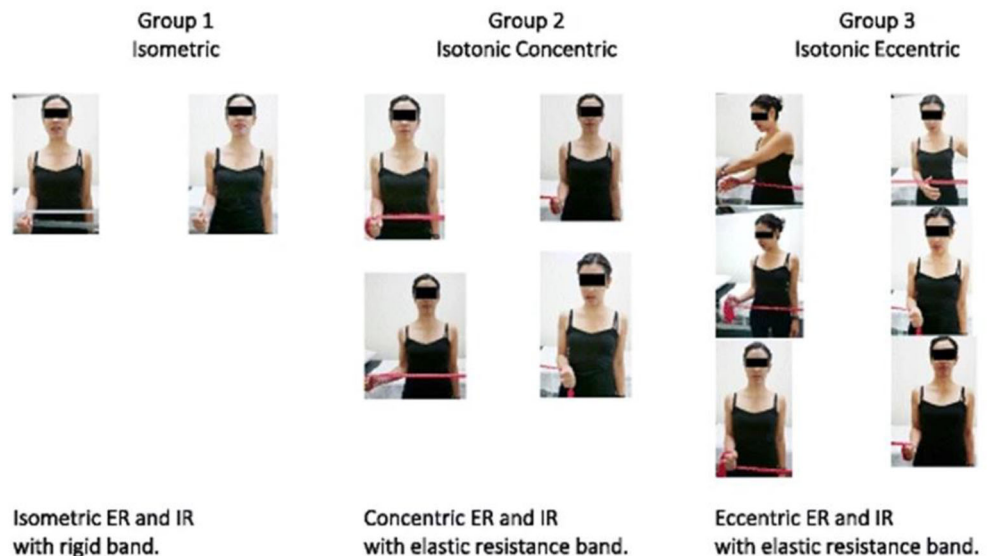 Group 1
Isometric
Group 2
Isotonic Concentric
Group 3
Isotonic Eccentric
Isometric ER and IR
with rigid band.
Concentric ER and IR
with elastic resistance band.
Eccentric ER and IR
with elastic resistance band.